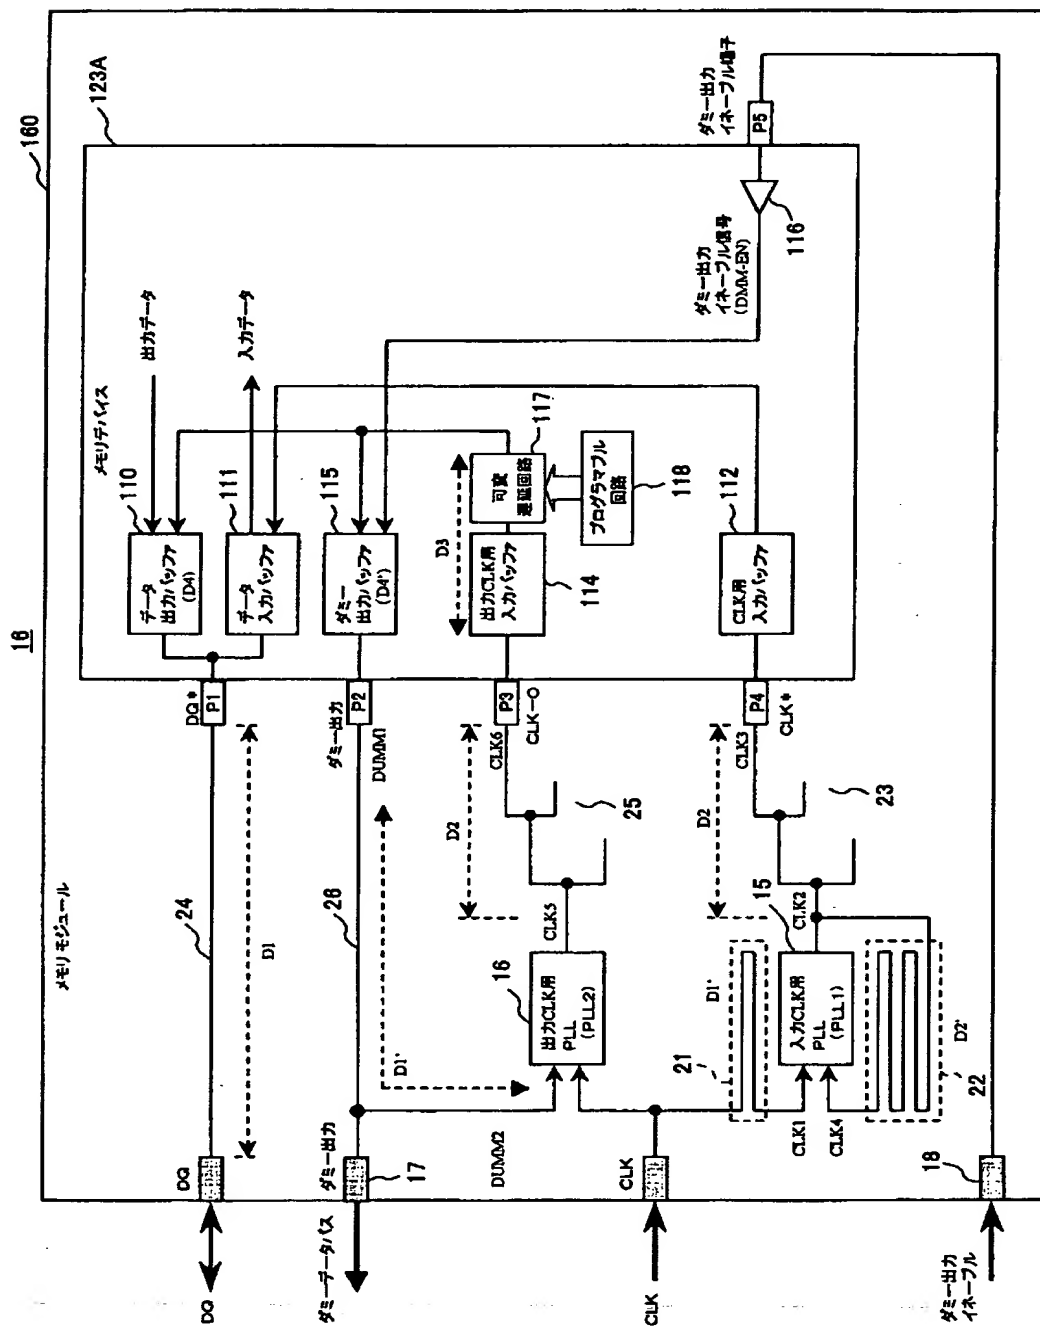 160
メモリモジュール
123A
メモリデバイス
16
DQ
DQ
24
D1
DQ*
P1
110
データ
出力バッファ
(D4)
出力データ
111
データ
入力バッファ
入力データ
ダミーデータバス
ダミー出力
17
26
D1'
ダミー出力
P2
DUMM1
115
ダミー
出力バッファ
(D4')
DUMM2
16
出力CLK用
PLL
(PLL2)
CLK5
D2
25
CLK6
P3
CLK-O
114
出力CLK用
入力バッファ
D3
可変
遅延回路
117
プログラマブル
回路
118
CLK
CLK
21
D1'
CLK1
CLK4
15
入力CLK用
PLL
(PLL1)
CLK2
D2'
22
D2
23
CLK3
P4
CLK*
112
CLK用
入力バッファ
ダミー出力
イネーブル信号
(DMM-EN)
116
ダミー出力
イネーブル端子
P5
ダミー出力
イネーブル
18